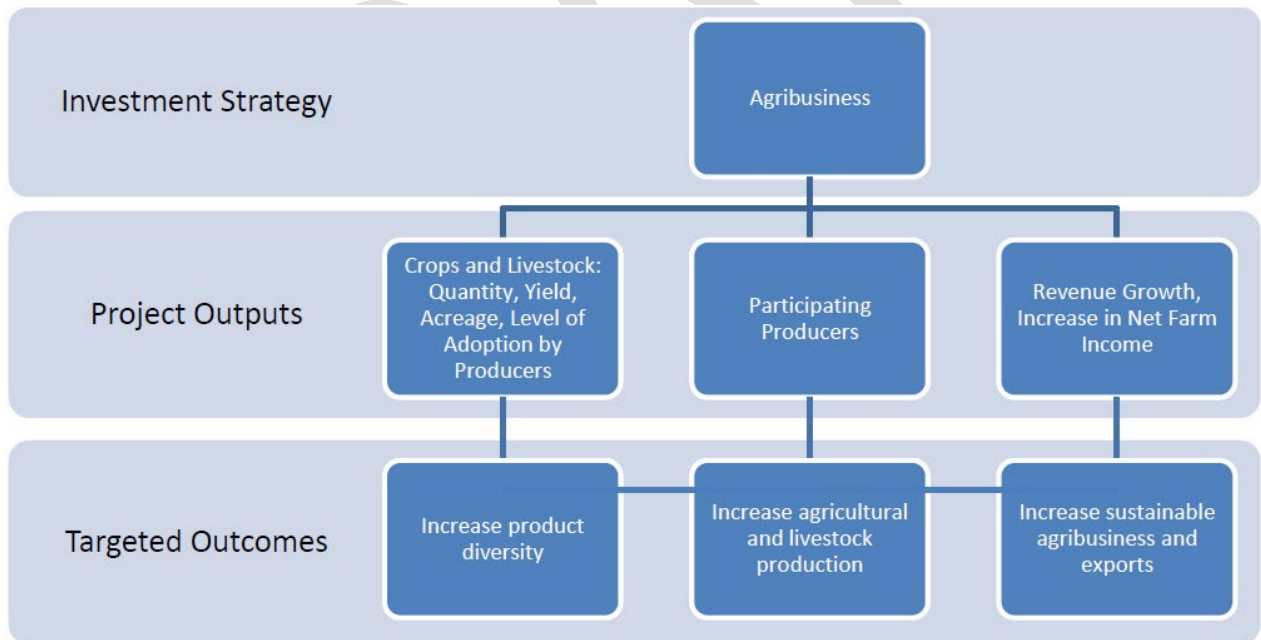 Investment Strategy
Agribusiness
Project Outputs
Crops and Livestock:
Quantity, Yield,
Acreage, Level of
Adoption by
Producers
Participating
Producers
Revenue Growth,
Increase in Net Farm
Income
Targeted Outcomes
Increase product
diversity
Increase agricultural
and livestock
production
Increase sustainable
agribusiness and
exports